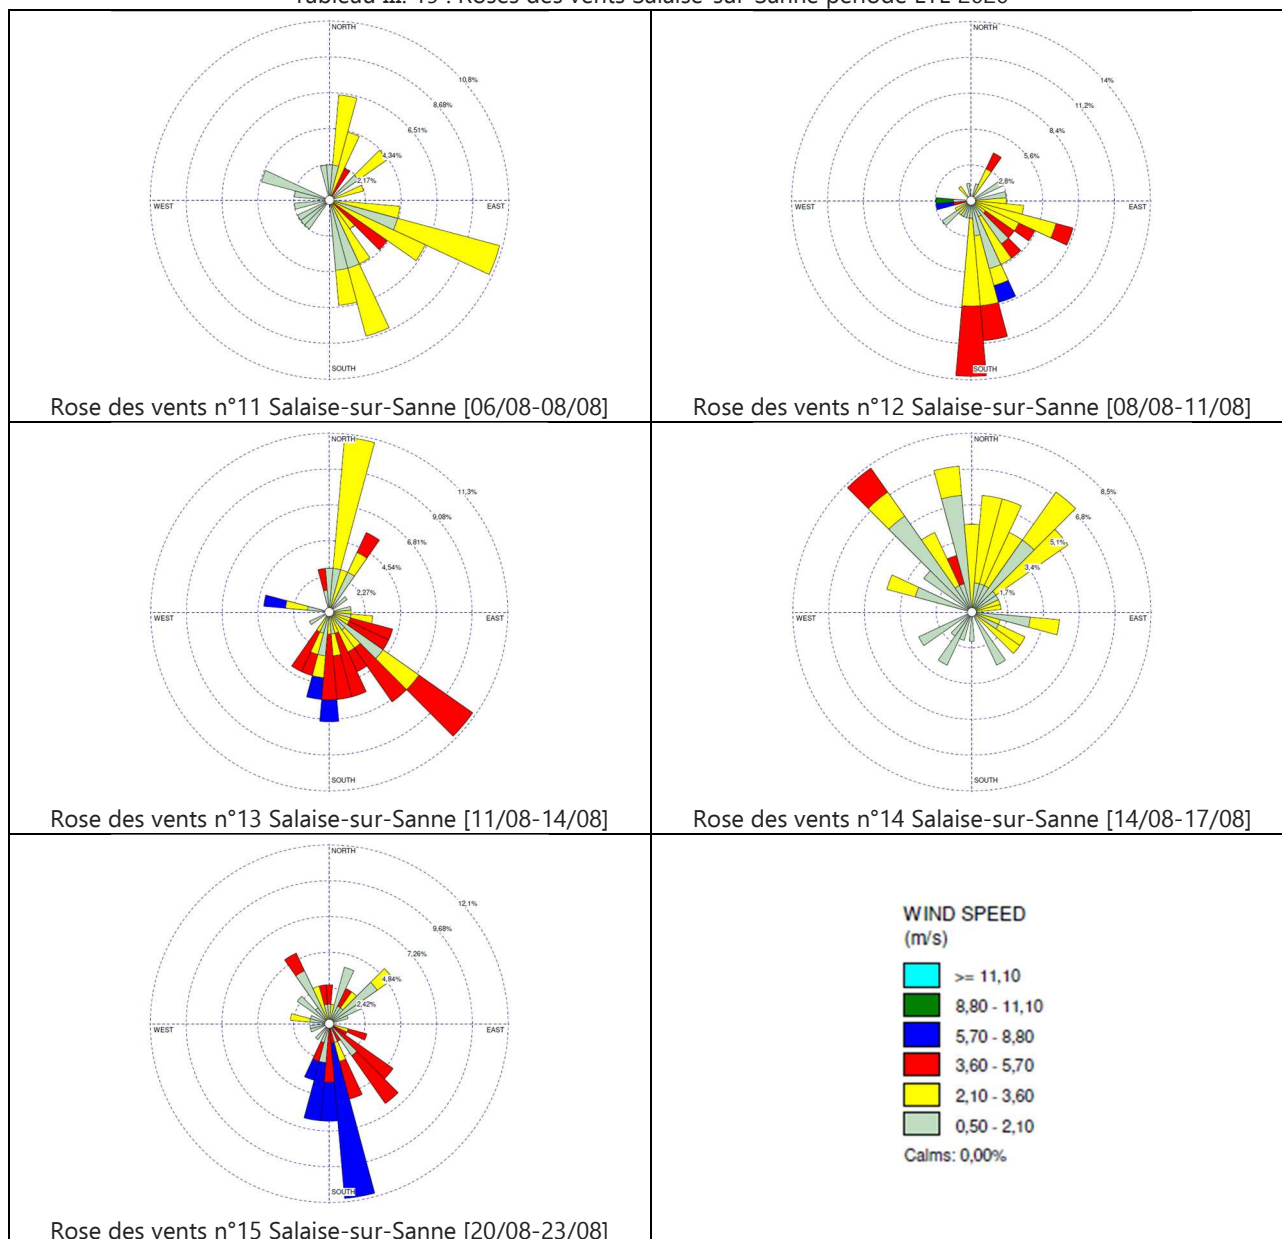 Tableau III. 19 : Roses des vents Salaise-sur-Sanne période ETE 2020
NORTH
10,8%
8,68%
6,51%
4,34%
2,17%
WEST
EAST
SOUTH
Rose des vents n°11 Salaise-sur-Sanne [06/08-08/08]
NORTH
14%
11,2%
8,4%
5,6%
2,8%
WEST
EAST
SOUTH
Rose des vents n°12 Salaise-sur-Sanne [08/08-11/08]
NORTH
11,3%
9,08%
6,81%
4,54%
2,27%
WEST
EAST
SOUTH
Rose des vents n°13 Salaise-sur-Sanne [11/08-14/08]
NORTH
8,5%
6,8%
5,1%
3,4%
1,7%
WEST
EAST
SOUTH
Rose des vents n°14 Salaise-sur-Sanne [14/08-17/08]
NORTH
12,1%
9,68%
7,26%
4,84%
2,42%
WEST
EAST
SOUTH
Rose des vents n°15 Salaise-sur-Sanne [20/08-23/08]
WIND SPEED
(m/s)
>= 11,10
8,80 - 11,10
5,70 - 8,80
3,60 - 5,70
2,10 - 3,60
0,50 - 2,10
Calms: 0,00%